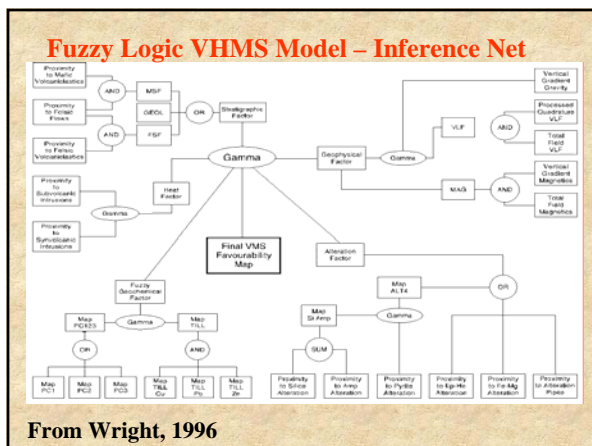 Fuzzy Logic VHMS Model – Inference Net
Proximity
to Mafic
Volcaniclastics
AND
MSF
Proximity
to Felsic
Flows
GEOL
OR
Stratigraphic
Factor
AND
FSF
Proximity
to Felsic
Volcaniclastics
Gamma
Proximity
to Subvolcanic
Intrusions
Gamma
Heat
Factor
Proximity
to Synvolcanic
Intrusions
Geophysical
Factor
Gamma
VLF
Vertical
Gradient
Gravity
Processed
Quadrature
VLF
AND
Total
Field
VLF
MAG
AND
Vertical
Gradient
Magnetics
Total
Field
Magnetics
Final VMS
Favourability
Map
Fuzzy
Geochemical
Factor
Map
PC123
Gamma
Map
TILL
OR
AND
Map
PC1
Map
PC2
Map
PC3
Map
TILL
Cu
Map
TILL
Pb
Map
TILL
Zn
Alteration
Factor
Map
ALT4
OR
Map
Si Amp
Gamma
SUM
Proximity
to Silica
Alteration
Proximity
to Amp
Alteration
Proximity
to Pyrite
Alteration
Proximity
to Ep-He
Alteration
Proximity
to Fe-Mg
Alteration
Proximity
to Alteration
Pipes
From Wright, 1996